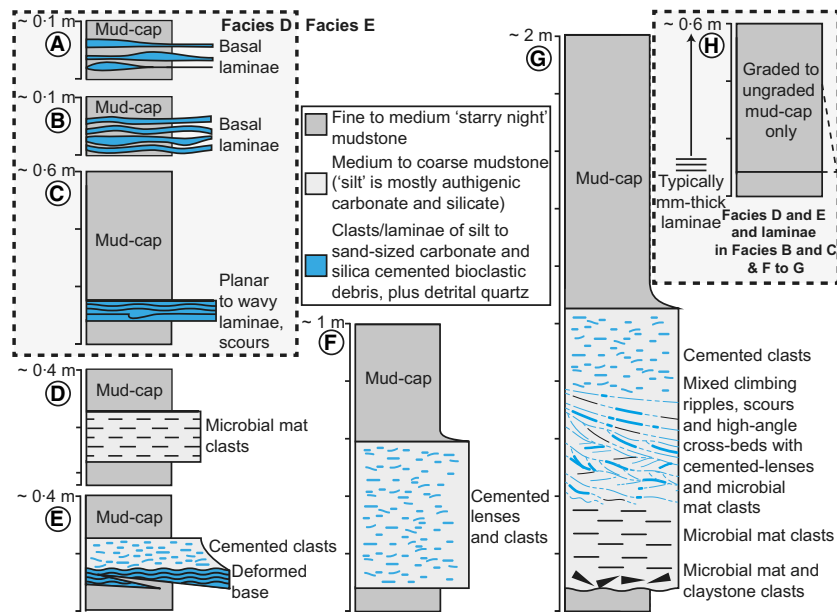 Facies D
Facies E
~ 0.1 m
A
Mud-cap
Basal
laminae
~ 0.1 m
B
Mud-cap
Basal
laminae
~ 0.6 m
C
Mud-cap
Planar
to wavy
laminae,
scours
~ 0.4 m
D
Mud-cap
Microbial mat
clasts
~ 0.4 m
E
Mud-cap
Cemented clasts
Deformed
base
Fine to medium ‘starry night’
mudstone
Medium to coarse mudstone
(‘silt’ is mostly authigenic
carbonate and silicate)
Clasts/laminae of silt to
sand-sized carbonate and
silica cemented bioclastic
debris, plus detrital quartz
~ 1 m
F
Mud-cap
Cemented
lenses
and clasts
~ 2 m
G
Mud-cap
Cemented clasts
Mixed climbing
ripples, scours
and high-angle
cross-beds with
cemented-lenses
and microbial
mat clasts
Microbial mat clasts
Microbial mat and
claystone clasts
~ 0.6 m
H
Graded to
ungraded
mud-cap
only
Typically
mm-thick
laminae
Facies D and E
and laminae
in Facies B and C
& F to G